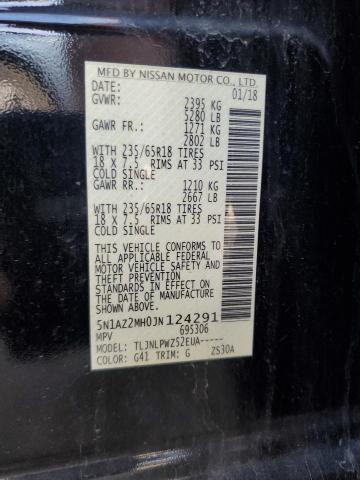 MFD BY NISSAN MOTOR CO., LTD.
DATE: 01/18
GVWR: 2395 KG
5280 LB
GAWR FR.: 1271 KG
2802 LB
WITH 235/65R18 TIRES
18 X 7.5 RIMS AT 33 PSI
COLD SINGLE
GAWR RR.: 1210 KG
2667 LB
WITH 235/65R18 TIRES
18 X 7.5 RIMS AT 33 PSI
COLD SINGLE
THIS VEHICLE CONFORMS TO
ALL APPLICABLE FEDERAL
MOTOR VEHICLE SAFETY AND
THEFT PREVENTION
STANDARDS IN EFFECT ON
THE DATE OF MANUFACTURE
SHOWN ABOVE.
5N1AZ2MH0JN124291
MPV 695306
MODEL: TLJNLPWZS2EUA-----
COLOR: G41 TRIM: G ZS30A